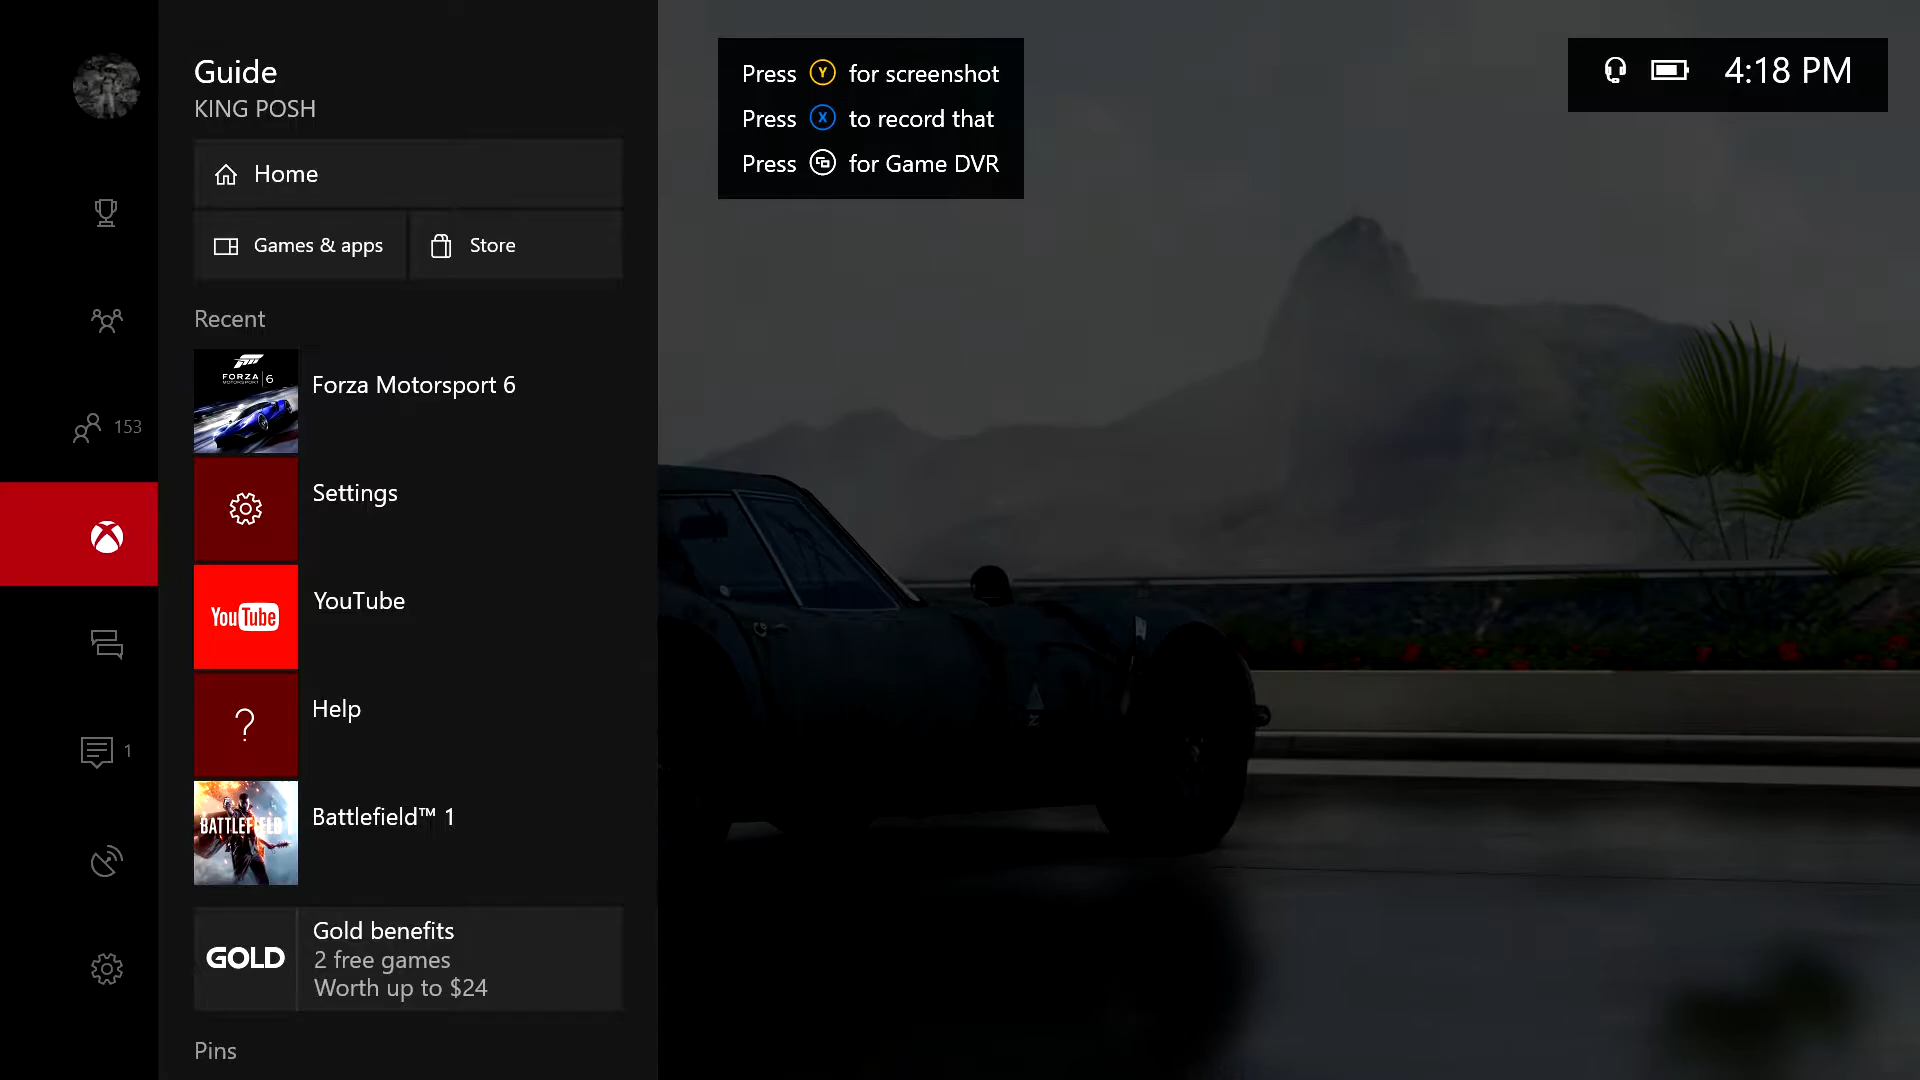 Guide
KING POSH
Home
Games & apps
Store
Recent
FORZA
MOTORSPORT 6
Forza Motorsport 6
Settings
YouTube
YouTube
?
Help
BATTLEFIELD 1
Battlefield™ 1
GOLD
Gold benefits
2 free games
Worth up to $24
Pins
153
1
Press Y for screenshot
Press X to record that
Press for Game DVR
4:18 PM
Z